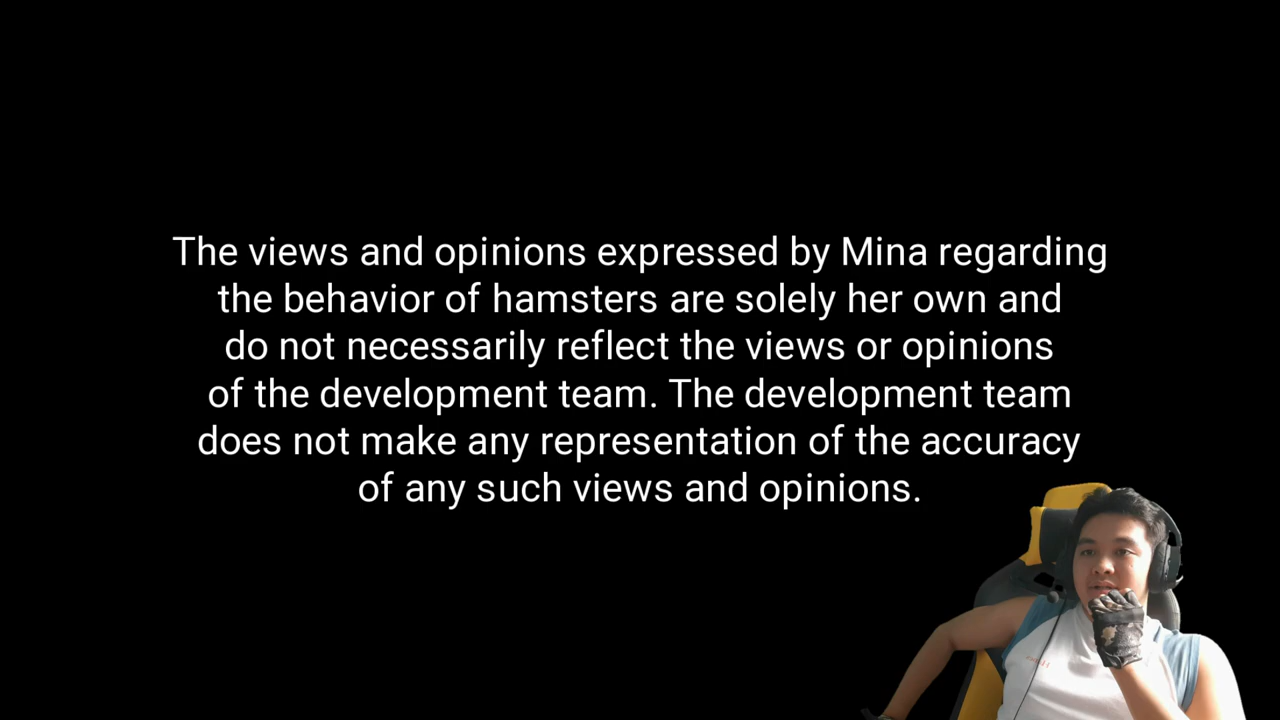 The views and opinions expressed by Mina regarding
the behavior of hamsters are solely her own and
do not necessarily reflect the views or opinions
of the development team. The development team
does not make any representation of the accuracy
of any such views and opinions.